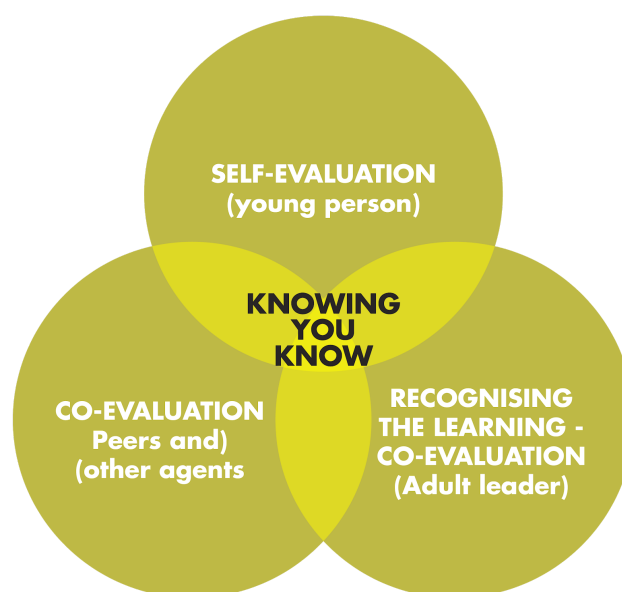 SELF-EVALUATION
(young person)
KNOWING
YOU
KNOW
CO-EVALUATION
Peers and)
(other agents
RECOGNISING
THE LEARNING -
CO-EVALUATION
(Adult leader)